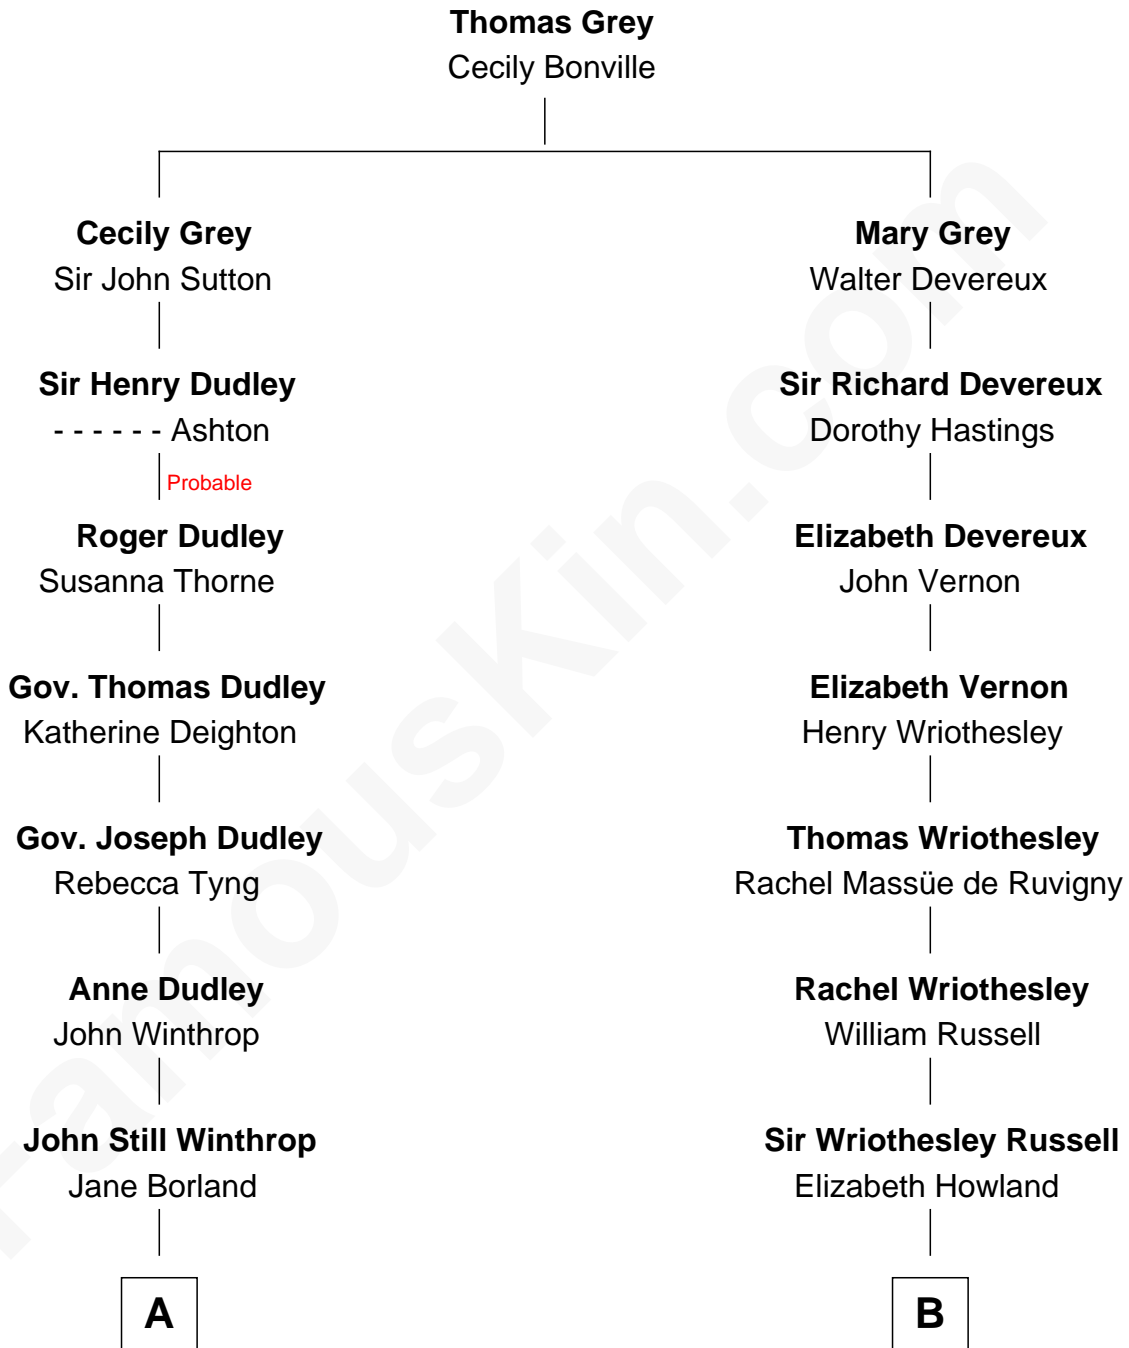 Thomas Grey
Cecily Bonville
Cecily Grey
Sir John Sutton
Mary Grey
Walter Devereux
Sir Henry Dudley
- - - - - - Ashton
Probable
Sir Richard Devereux
Dorothy Hastings
Roger Dudley
Susanna Thorne
Elizabeth Devereux
John Vernon
Gov. Thomas Dudley
Katherine Deighton
Elizabeth Vernon
Henry Wriothesley
Gov. Joseph Dudley
Rebecca Tyng
Thomas Wriothesley
Rachel Massüe de Ruvigny
Anne Dudley
John Winthrop
Rachel Wriothesley
William Russell
John Still Winthrop
Jane Borland
Sir Wriothesley Russell
Elizabeth Howland
A
B
FamousKin.com